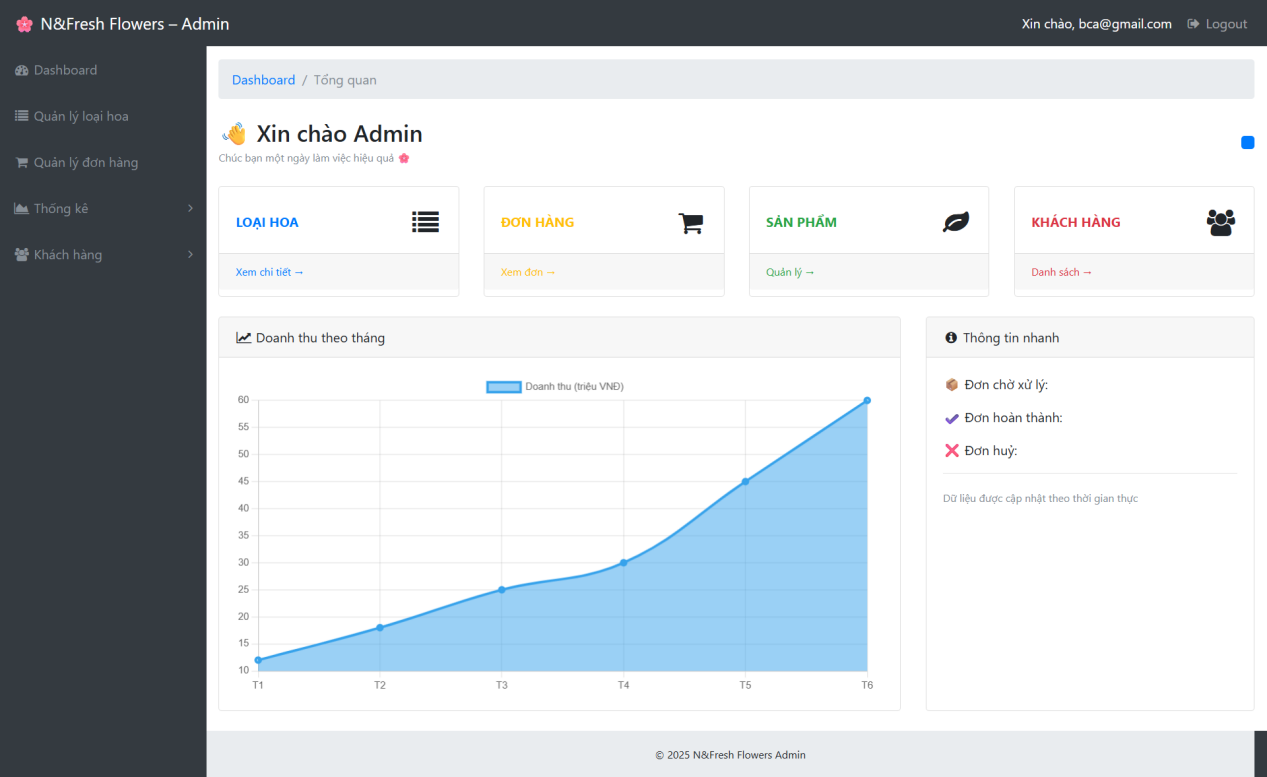 N&Fresh Flowers – Admin
Xin chào, bca@gmail.com
Logout
Dashboard
Quản lý loại hoa
Quản lý đơn hàng
Thống kê
Khách hàng
Dashboard / Tổng quan
Xin chào Admin
Chúc bạn một ngày làm việc hiệu quả
LOẠI HOA
Xem chi tiết →
ĐƠN HÀNG
Xem đơn →
SẢN PHẨM
Quản lý →
KHÁCH HÀNG
Danh sách →
Doanh thu theo tháng
Doanh thu (triệu VNĐ)
60
55
50
45
40
35
30
25
20
15
10
T1 T2 T3 T4 T5 T6
Thông tin nhanh
Đơn chờ xử lý:
Đơn hoàn thành:
Đơn huỷ:
Dữ liệu được cập nhật theo thời gian thực
© 2025 N&Fresh Flowers Admin